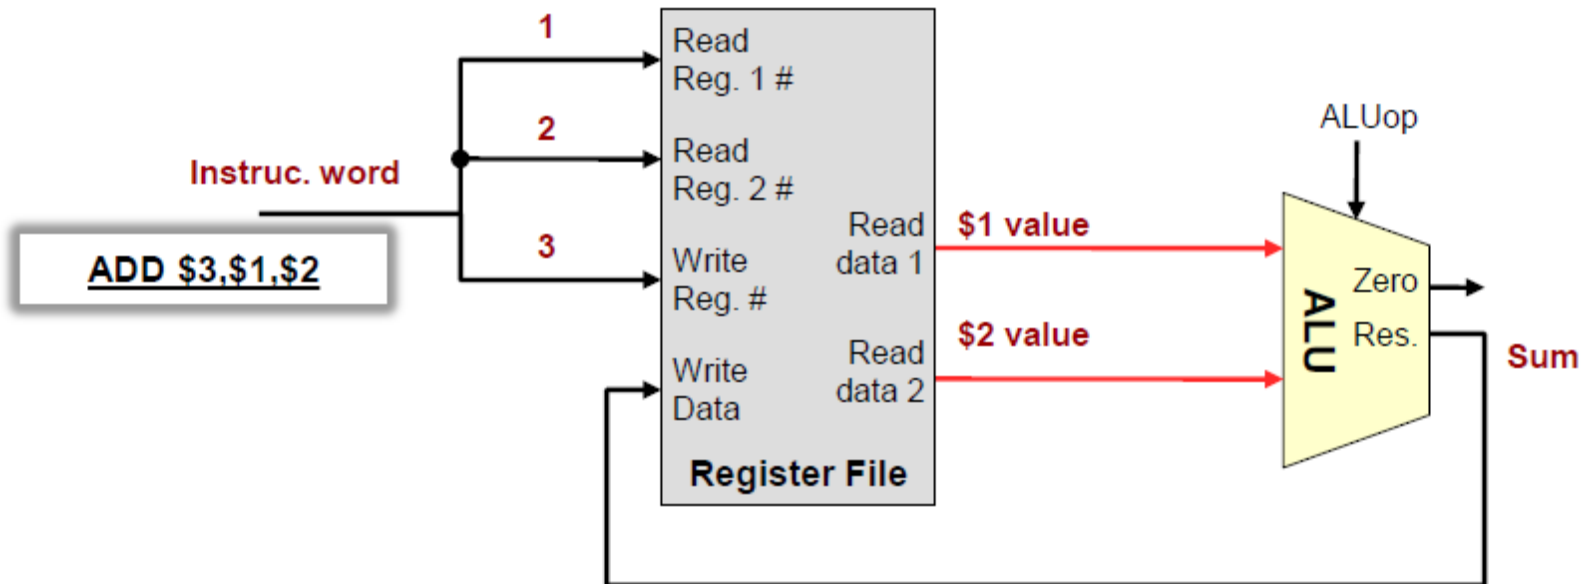 1
Read
Reg. 1 #
2
Read
Reg. 2 #
Instruc. word
ADD $3,$1,$2
3
Write
Reg. #
Write
Data
Read
data 1
Read
data 2
Register File
$1 value
$2 value
ALUop
ALU
Zero
Res.
Sum